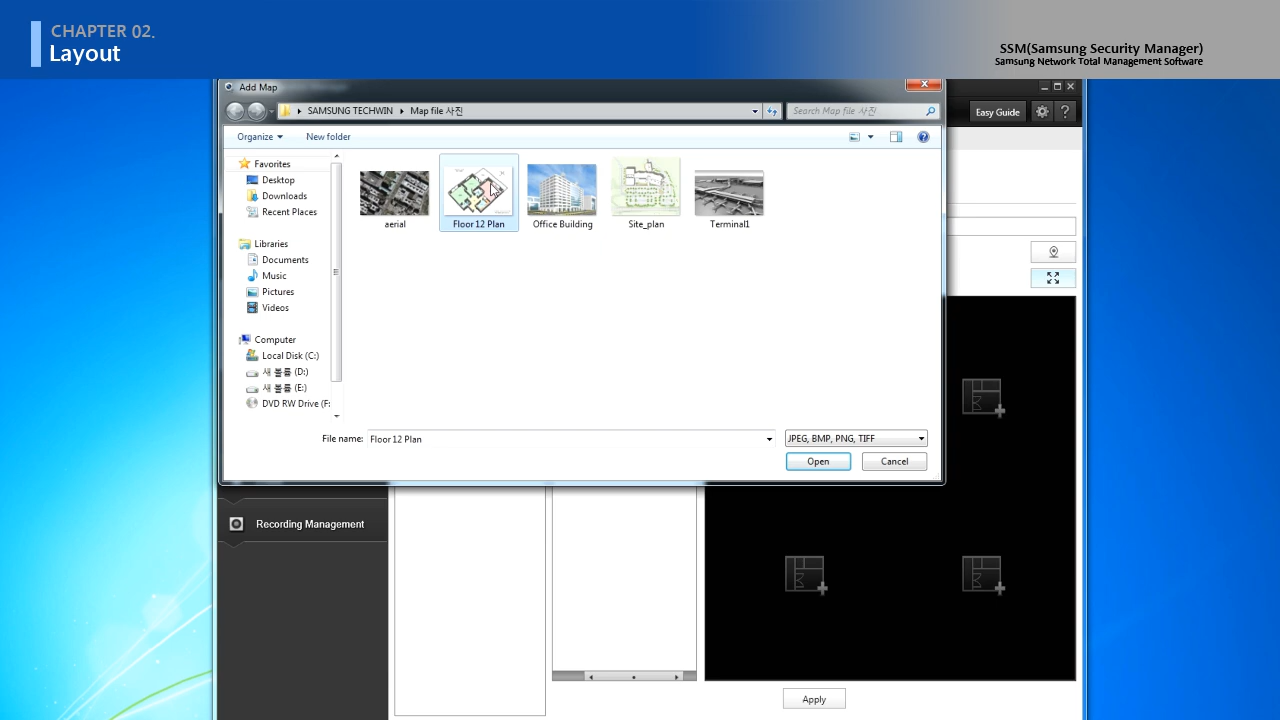 CHAPTER 02.
Layout
SSM(Samsung Security Manager)
Samsung Network Total Management Software
Add Map
SAMSUNG TECHWIN
Map file 사진
Search Map file 사진
Easy Guide
?
Organize
New folder
Favorites
Desktop
Downloads
Recent Places
Libraries
Documents
Music
Pictures
Videos
Computer
Local Disk (C:)
새 볼륨 (D:)
새 볼륨 (E:)
DVD RW Drive (F:
aerial
Floor 12 Plan
Office Building
Site_plan
Terminal1
File name:
Floor 12 Plan
JPEG, BMP, PNG, TIFF
Open
Cancel
Recording Management
Apply